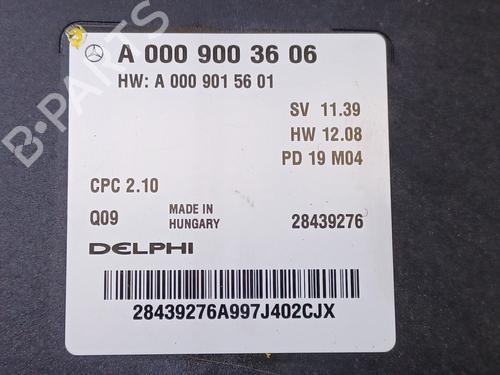 A 000 900 36 06
HW: A 000 901 56 01
SV 11.39
HW 12.08
PD 19 M04
CPC 2.10
Q09
MADE IN
HUNGARY
28439276
DELPHI
28439276A997J402CJX
B-PARTS